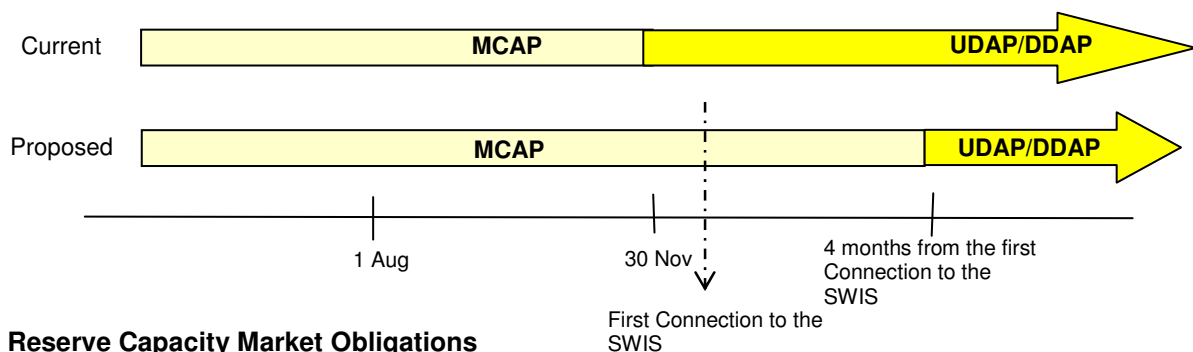 Current
MCAP
UDAP/DDAP
Proposed
MCAP
UDAP/DDAP
1 Aug
30 Nov
4 months from the first
Connection to the
SWIS
First Connection to the
SWIS
Reserve Capacity Market Obligations